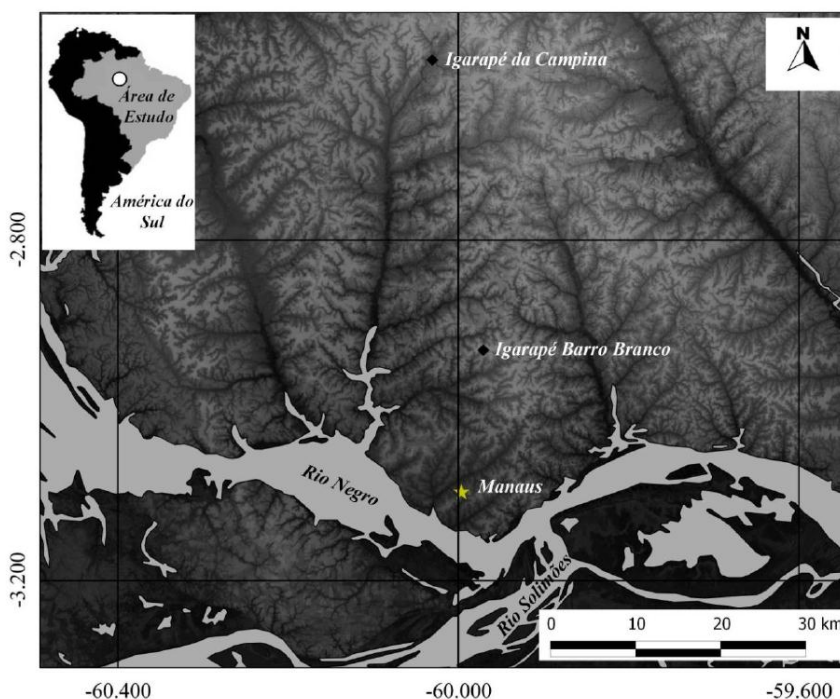 Área de
Estudo
América do
Sul
N
Igarapé da Campina
-2.800
Igarapé Barro Branco
Rio Negro
Manaus
-3.200
Rio Solimões
0 10 20 30 km
-60.400 -60.000 -59.600